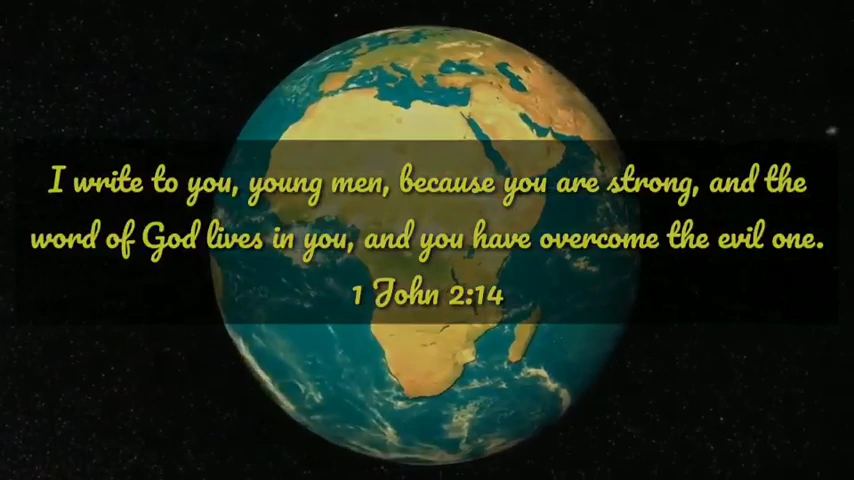 I write to you, young men, because you are strong, and the
word of God lives in you, and you have overcome the evil one.
1 John 2:14